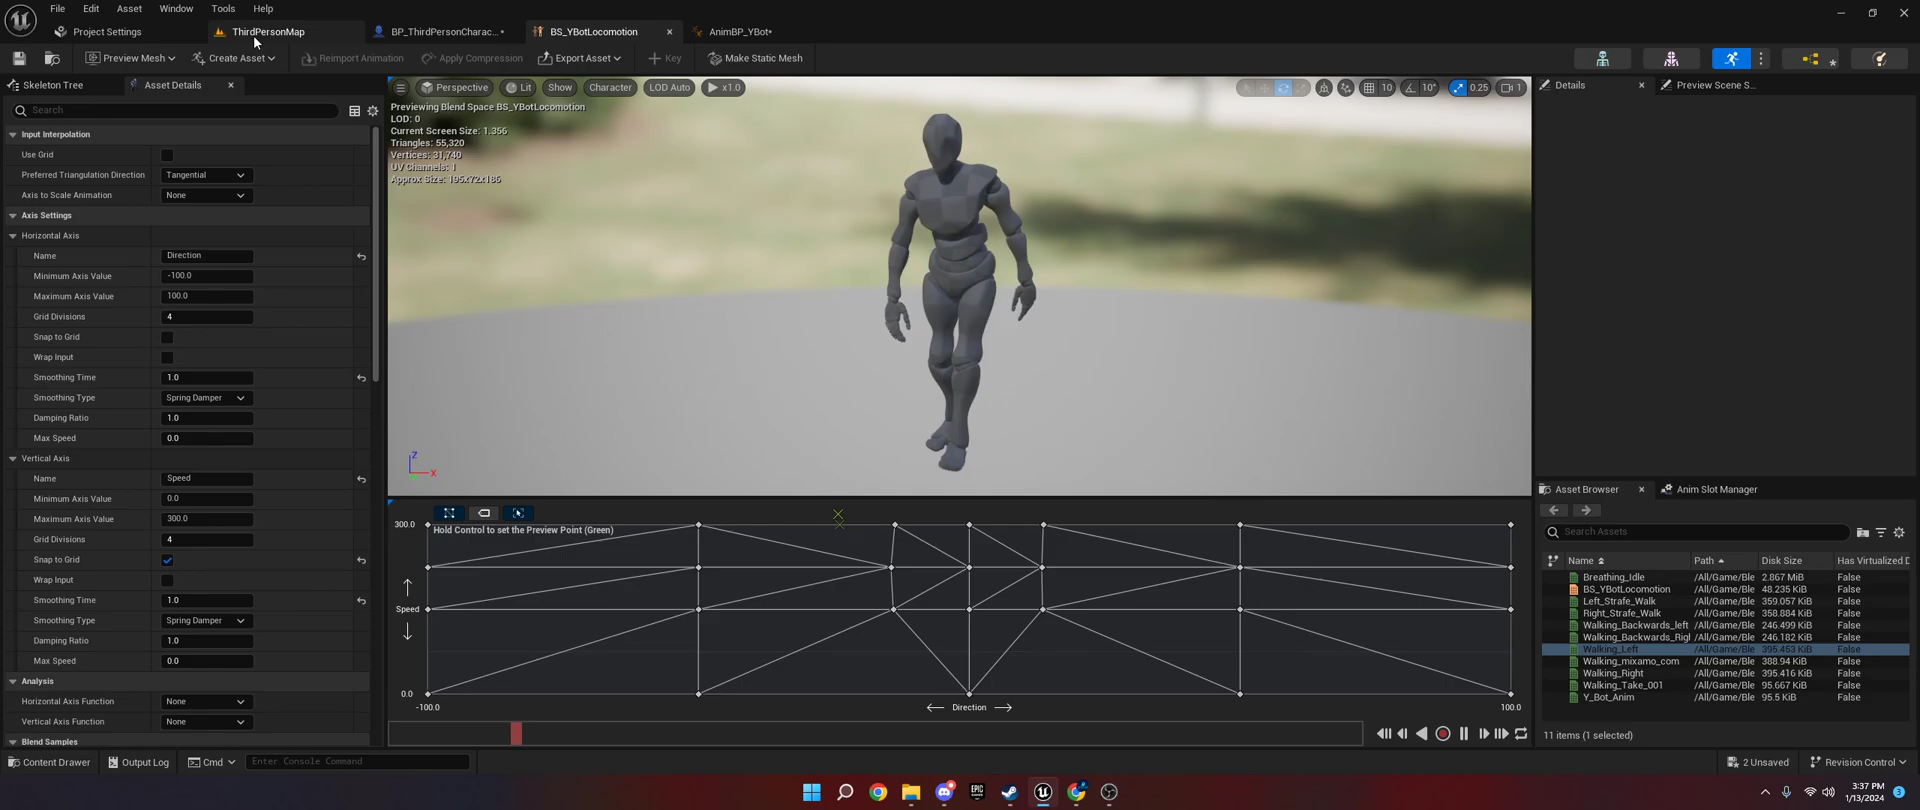 File Edit Asset Window Tools Help
Project Settings ThirdPersonMap BP_ThirdPersonCharac...• BS_YBotLocomotion AnimBP_YBot•
Preview Mesh Create Asset Reimport Animation Apply Compression Export Asset Key Make Static Mesh
Skeleton Tree Asset Details
Search
Input Interpolation
Use Grid
Preferred Triangulation Direction Tangential
Axis to Scale Animation None
Axis Settings
Horizontal Axis
Name Direction
Minimum Axis Value -100.0
Maximum Axis Value 100.0
Grid Divisions 4
Snap to Grid
Wrap Input
Smoothing Time 1.0
Smoothing Type Spring Damper
Damping Ratio 1.0
Max Speed 0.0
Vertical Axis
Name Speed
Minimum Axis Value 0.0
Maximum Axis Value 300.0
Grid Divisions 4
Snap to Grid
Wrap Input
Smoothing Time 1.0
Smoothing Type Spring Damper
Damping Ratio 1.0
Max Speed 0.0
Analysis
Horizontal Axis Function None
Vertical Axis Function None
Blend Samples
Perspective Lit Show Character LOD Auto x1.0 10 10° 0.25 1
Previewing Blend Space BS_YBotLocomotion
LOD: 0
Current Screen Size: 1.356
Triangles: 55,320
Vertices: 31,740
UV Channels: 1
Approx Size: 195x72x186
Z
X
300.0
Hold Control to set the Preview Point (Green)
Speed
0.0
-100.0 Direction 100.0
Details Preview Scene S...
Asset Browser Anim Slot Manager
Search Assets
Name Path Disk Size Has Virtualized D
Breathing_Idle /All/Game/Ble 2.867 MiB False
BS_YBotLocomotion /All/Game/Ble 48.235 KiB False
Left_Strafe_Walk /All/Game/Ble 359.057 KiB False
Right_Strafe_Walk /All/Game/Ble 358.884 KiB False
Walking_Backwards_left /All/Game/Ble 246.499 KiB False
Walking_Backwards_Righ /All/Game/Ble 246.182 KiB False
Walking_Left /All/Game/Ble 395.453 KiB False
Walking_mixamo_com /All/Game/Ble 388.94 KiB False
Walking_Right /All/Game/Ble 395.416 KiB False
Walking_Take_001 /All/Game/Ble 95.667 KiB False
Y_Bot_Anim /All/Game/Ble 95.5 KiB False
11 items (1 selected)
Content Drawer Output Log Cmd Enter Console Command 2 Unsaved Revision Control
EPIC GAMES
3:37 PM
1/13/2024
3